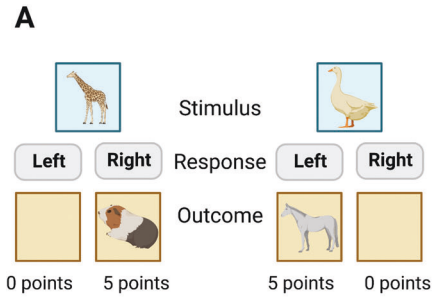 A
Stimulus
Left Right Response Left Right
Outcome
0 points 5 points 5 points 0 points